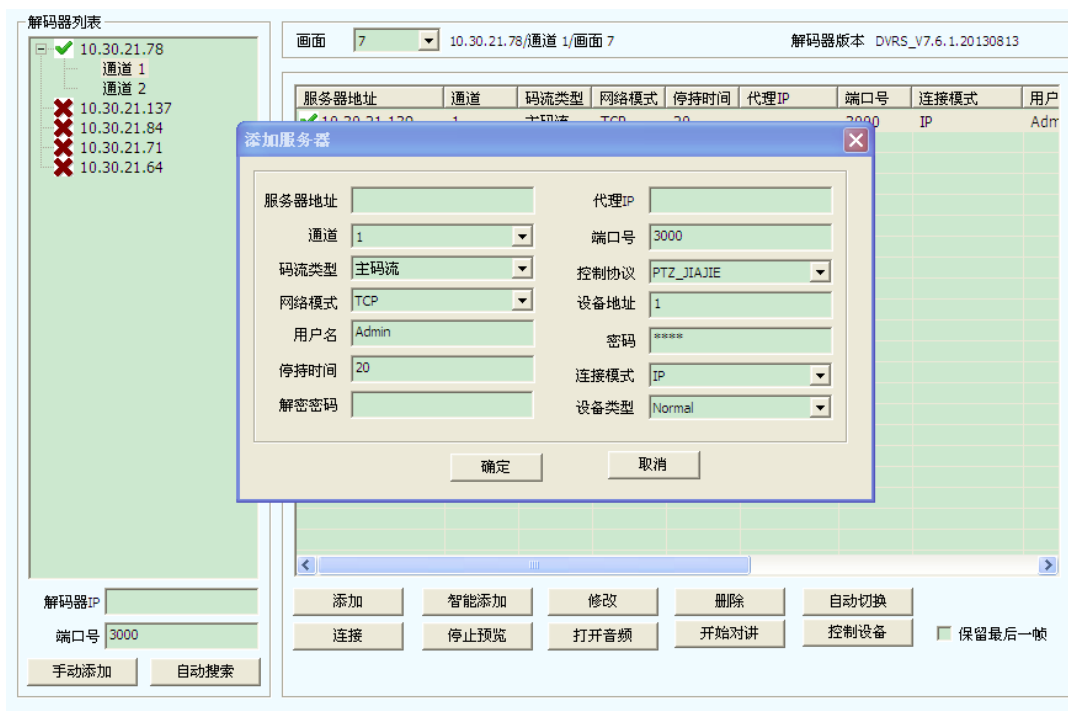 解码器列表
10.30.21.78
通道 1
通道 2
10.30.21.137
10.30.21.84
10.30.21.71
10.30.21.64
解码器IP
端口号 3000
手动添加 自动搜索
画面 7 10.30.21.78/通道 1/画面 7 解码器版本 DVRS_V7.6.1.20130813
服务器地址 通道 码流类型 网络模式 停持时间 代理IP 端口号 连接模式 用户
1 主码流 TCP 20 3000 IP Adm
添加服务器
服务器地址 代理IP
通道 1 端口号 3000
码流类型 主码流 控制协议 PTZ_JIAJIE
网络模式 TCP 设备地址 1
用户名 Admin 密码 ****
停持时间 20 连接模式 IP
解密密码 设备类型 Normal
确定 取消
添加 智能添加 修改 删除 自动切换
连接 停止预览 打开音频 开始对讲 控制设备 保留最后一帧